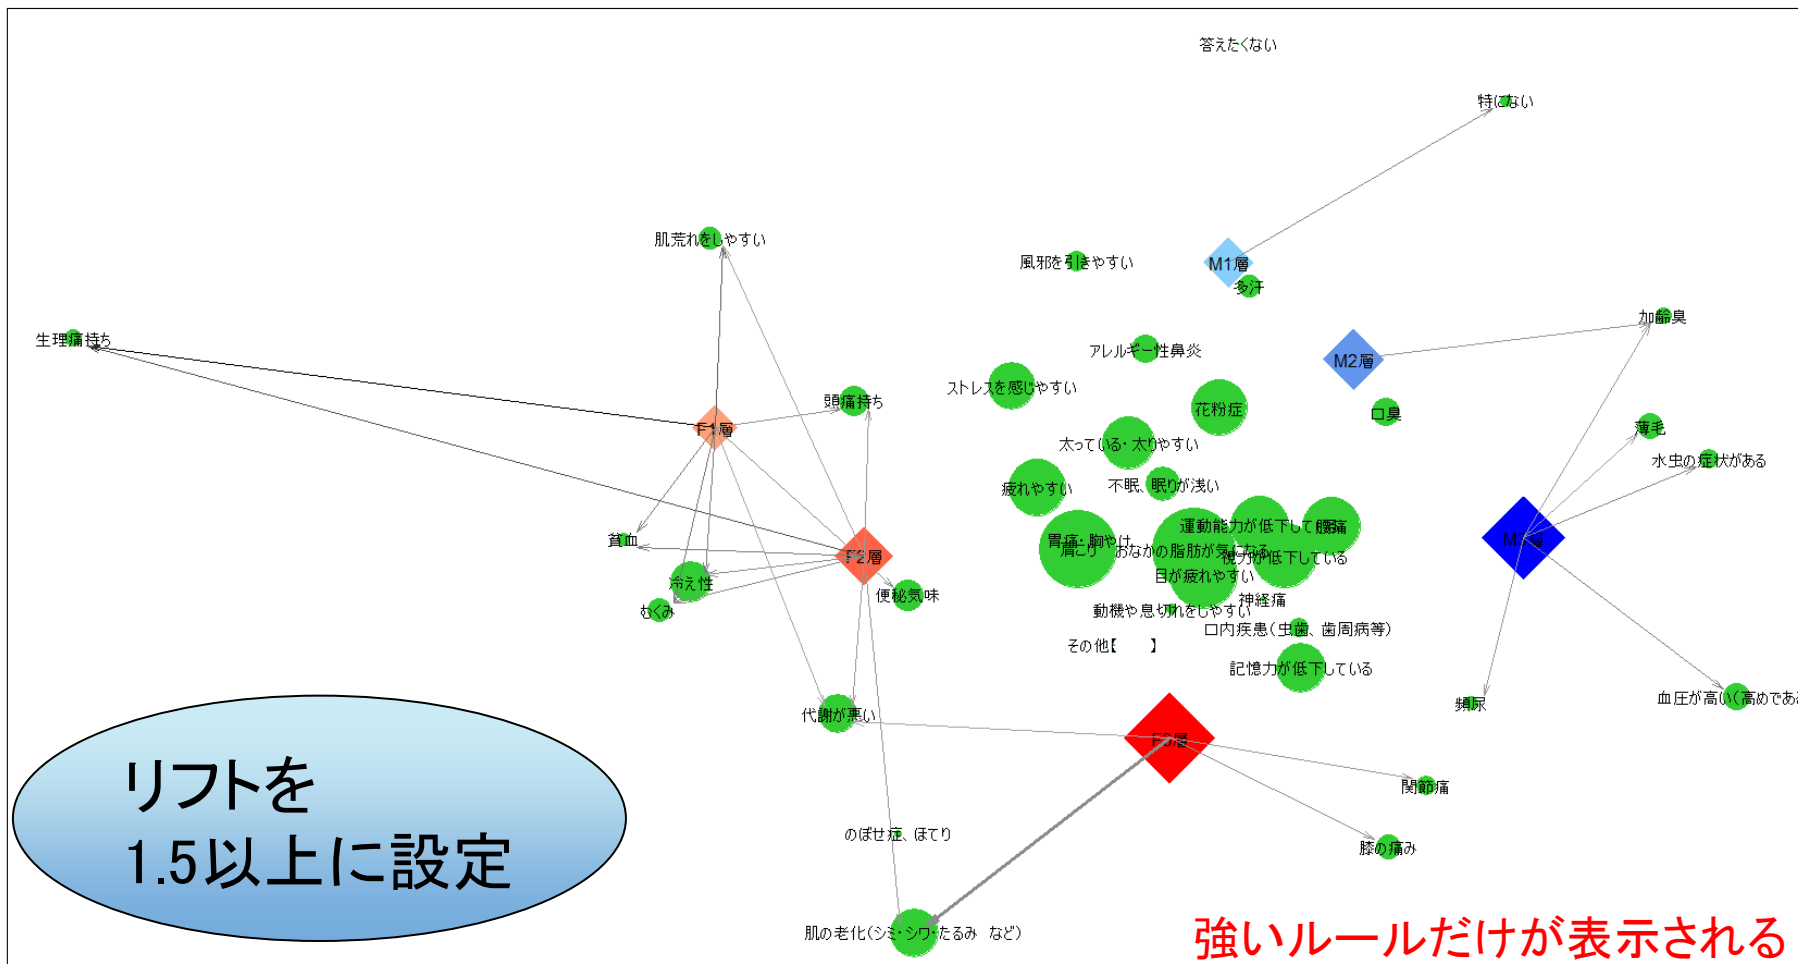 答えたくない
特にない
肌荒れをしやすい
風邪を引きやすい
M1層
多汗
生理痛持ち
加齢臭
アレルギー性鼻炎
M2層
ストレスを感じやすい
頭痛持ち
花粉症
口臭
F1層
薄毛
太っている・太りやすい
水虫の症状がある
疲れやすい
不眠、眠りが浅い
運動能力が低下して
腰痛
貧血
胃痛・胸やけ
肩こり
おなかの脂肪が気になる
視力が低下している
M3層
F2層
目が疲れやすい
冷え性
便秘気味
むくみ
神経痛
動機や息切れをしやすい
口内疾患(虫歯、歯周病等)
その他【　　】
記憶力が低下している
血圧が高い(高めであ
頻尿
代謝が悪い
F3層
関節痛
のぼせ症、ほてり
膝の痛み
肌の老化(シミ・シワ・たるみ　など)
リフトを
1.5以上に設定
強いルールだけが表示される